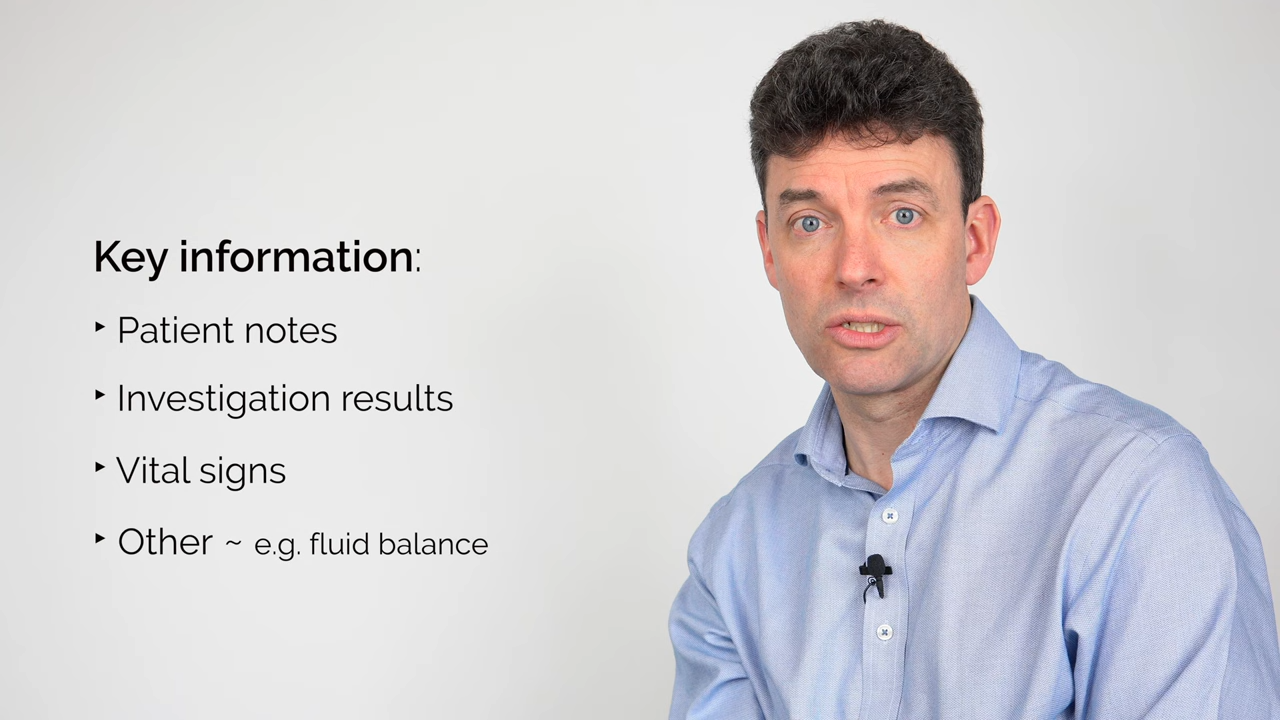 Key information:
‣ Patient notes
‣ Investigation results
‣ Vital signs
‣ Other ~ e.g. fluid balance